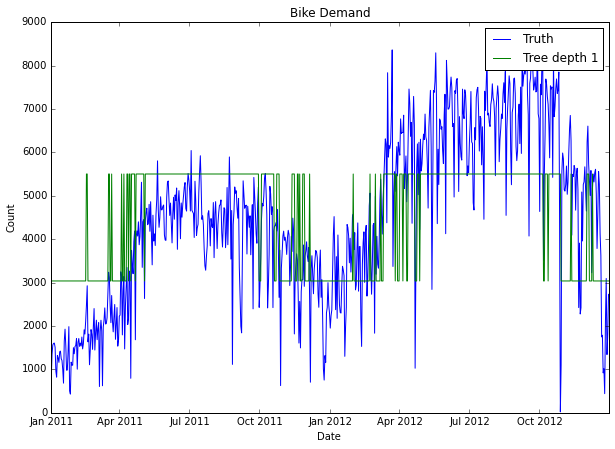 Bike Demand
Truth
Tree depth 1
Count
9000
8000
7000
6000
5000
4000
3000
2000
1000
0
Jan 2011 Apr 2011 Jul 2011 Oct 2011 Jan 2012 Apr 2012 Jul 2012 Oct 2012
Date